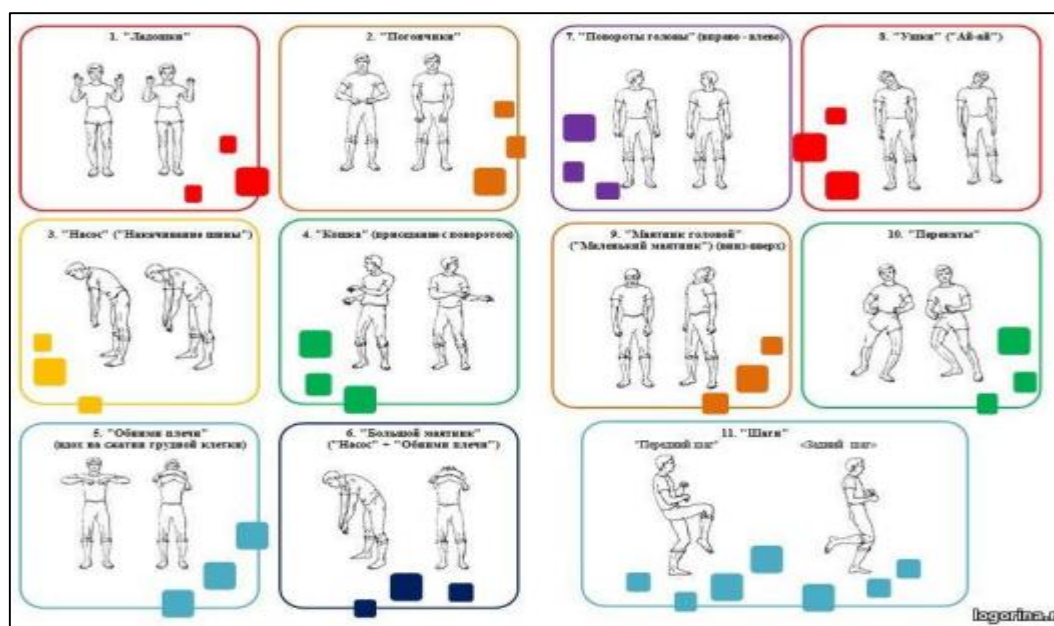 1. "Ладошки"
2. "Погончики"
7. "Повороты головы" (вправо - влево)
8. "Ушки" ("Ай-ай")
3. "Насос" ("Накачивание шины")
4. "Кошка" (приседание с поворотом)
9. "Маятник головой"
("Маленький маятник") (вниз-вверх)
10. "Перекаты"
5. "Обними плечи"
(вдох на сжатии грудной клетки)
6. "Большой маятник"
("Насос" + "Обними плечи")
11. "Шаги"
"Передний шаг"
«Задний шаг»